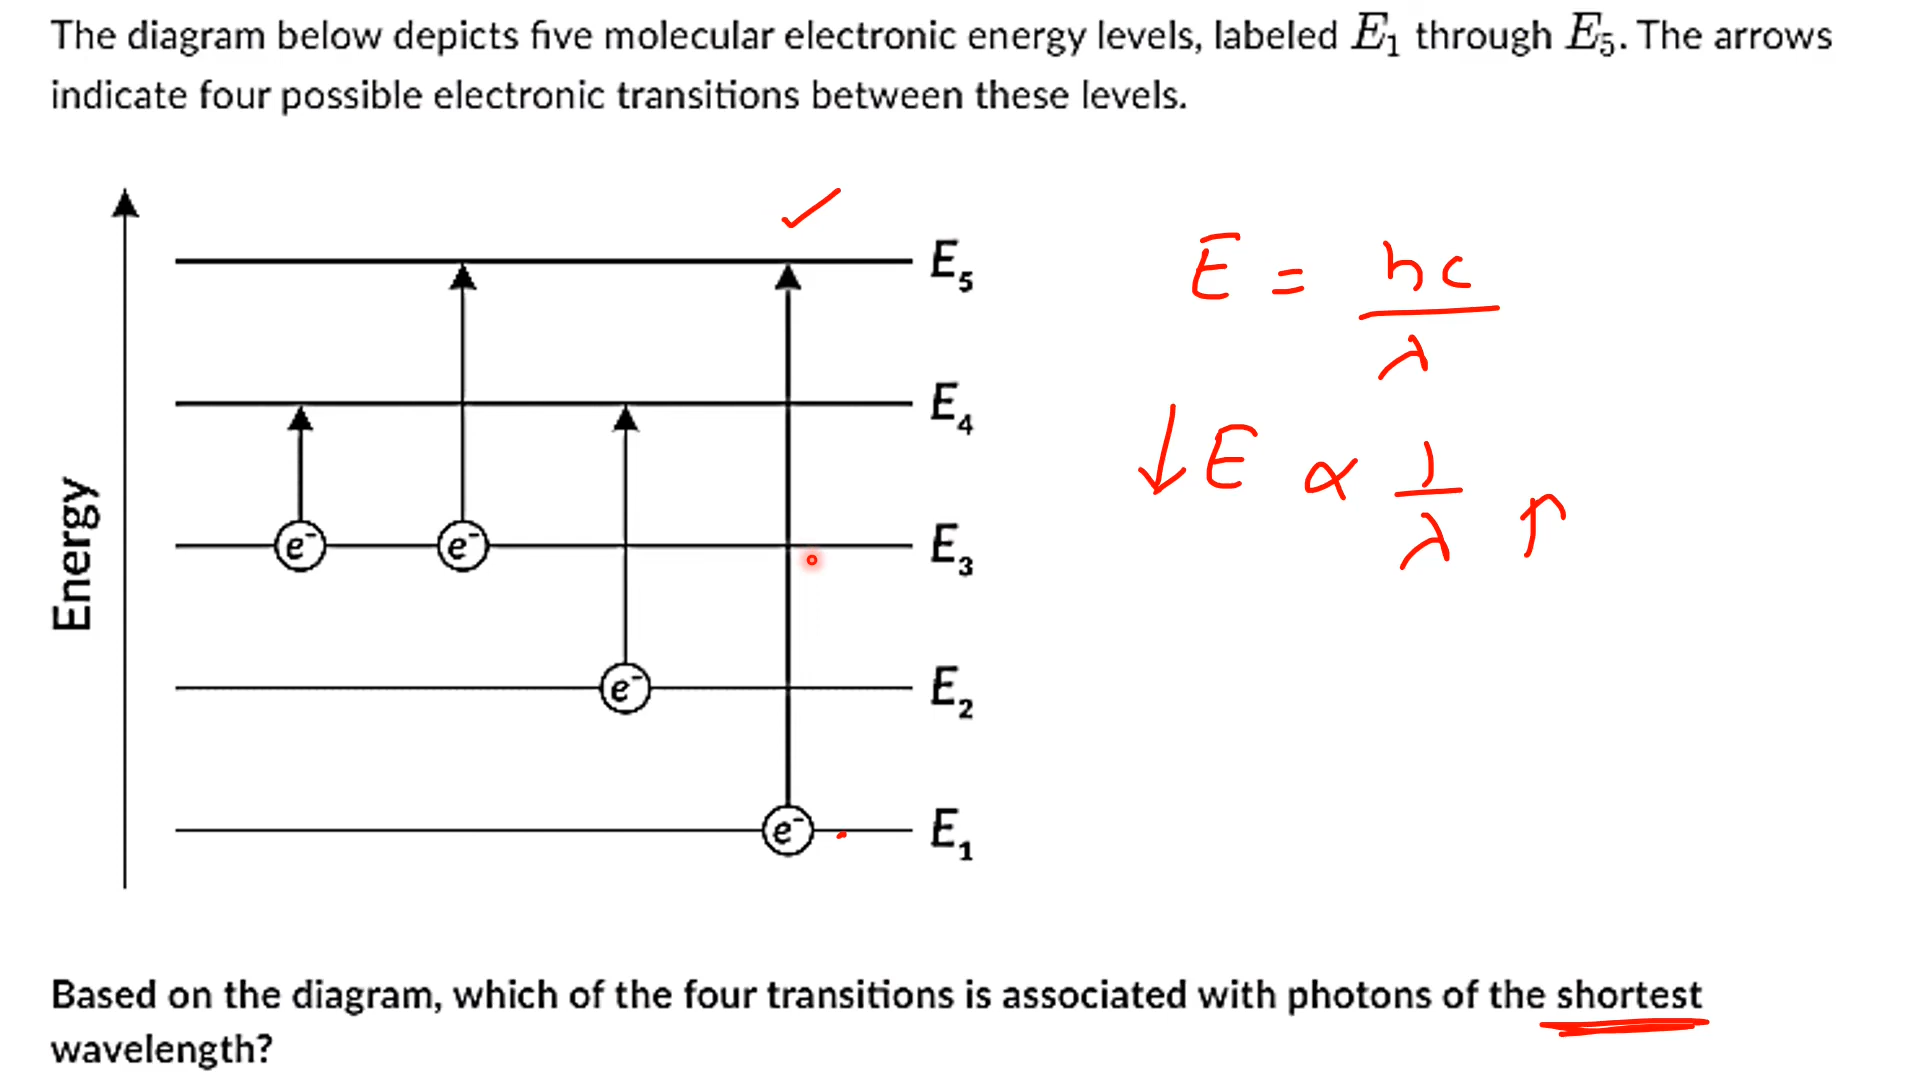 The diagram below depicts five molecular electronic energy levels, labeled E₁ through E₅. The arrows
indicate four possible electronic transitions between these levels.
Energy
E₅
E₄
e⁻ e⁻ E₃
e⁻ E₂
e⁻ E₁
E = hc/λ
↓E ∝ 1/λ ↑
Based on the diagram, which of the four transitions is associated with photons of the shortest
wavelength?